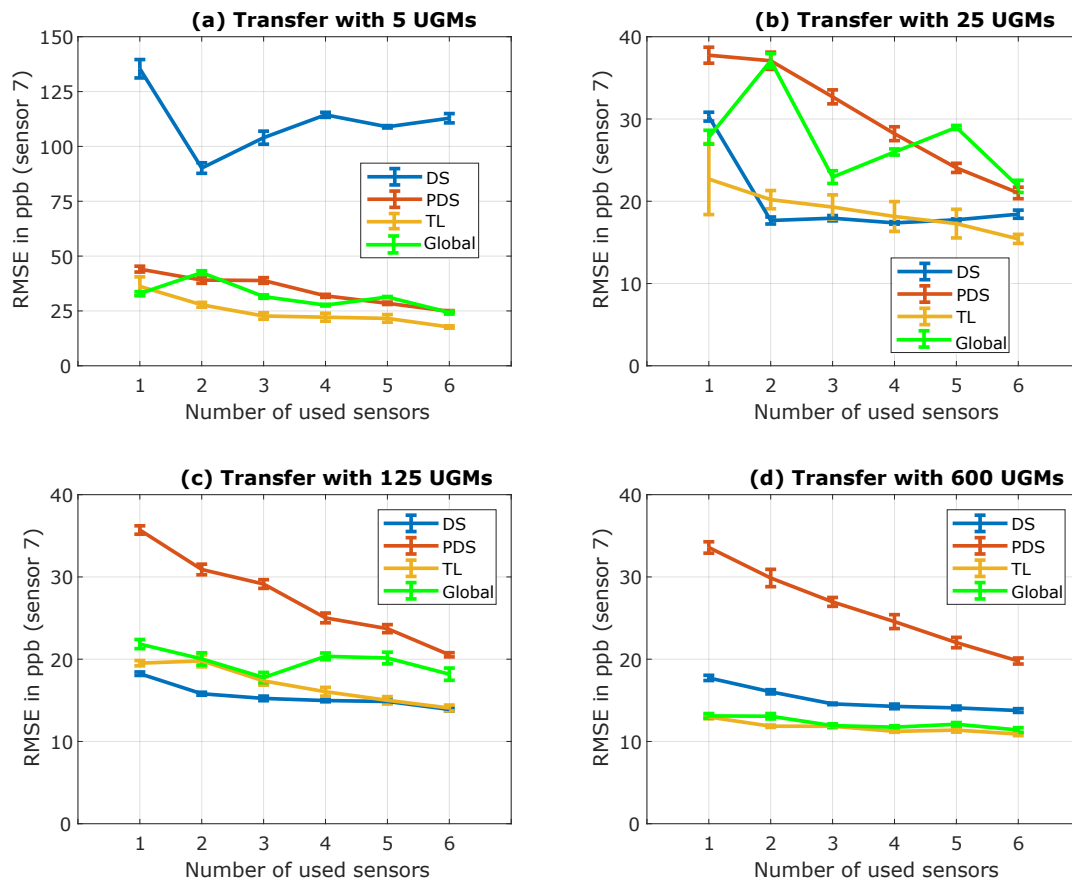 (a) Transfer with 5 UGMs
RMSE in ppb (sensor 7)
150
125
100
75
50
25
0
DS
PDS
TL
Global
1 2 3 4 5 6
Number of used sensors
(b) Transfer with 25 UGMs
RMSE in ppb (sensor 7)
40
30
20
10
0
DS
PDS
TL
Global
1 2 3 4 5 6
Number of used sensors
(c) Transfer with 125 UGMs
RMSE in ppb (sensor 7)
40
30
20
10
0
DS
PDS
TL
Global
1 2 3 4 5 6
Number of used sensors
(d) Transfer with 600 UGMs
RMSE in ppb (sensor 7)
40
30
20
10
0
DS
PDS
TL
Global
1 2 3 4 5 6
Number of used sensors